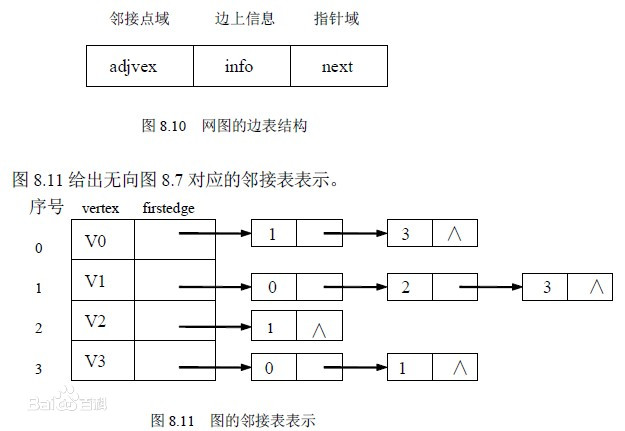 邻接点域 边上信息 指针域
adjvex info next
图 8.10 网图的边表结构
图 8.11 给出无向图 8.7 对应的邻接表表示。
序号 vertex firstedge
0 V0 1 3 ∧
1 V1 0 2 3 ∧
2 V2 1 ∧
3 V3 0 1 ∧
Baidu百科
图 8.11 图的邻接表表示